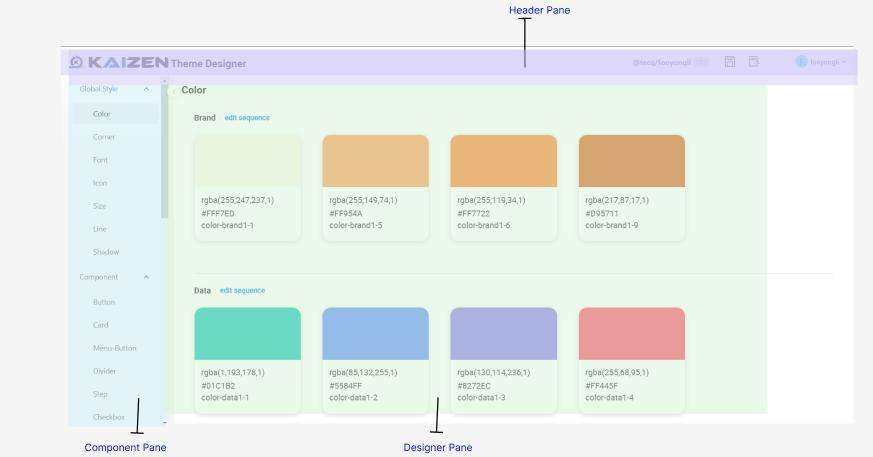 Header Pane
KAIZEN Theme Designer
Global Style
Color
Corner
Font
Icon
Size
Line
Shadow
Component
Button
Card
Menu-Button
Divider
Step
Checkbox
Color
Brand edit sequence
rgba(255,247,237,1)
#FFF7ED
color-brand1-1
rgba(255,149,74,1)
#FF954A
color-brand1-5
rgba(255,119,34,1)
#FF7722
color-brand1-6
rgba(217,87,17,1)
#D95711
color-brand1-9
Data edit sequence
rgba(1,193,178,1)
#01C1B2
color-data1-1
rgba(85,132,255,1)
#5584FF
color-data1-2
rgba(130,114,236,1)
#8272EC
color-data1-3
rgba(255,68,95,1)
#FF445F
color-data1-4
Component Pane
Designer Pane